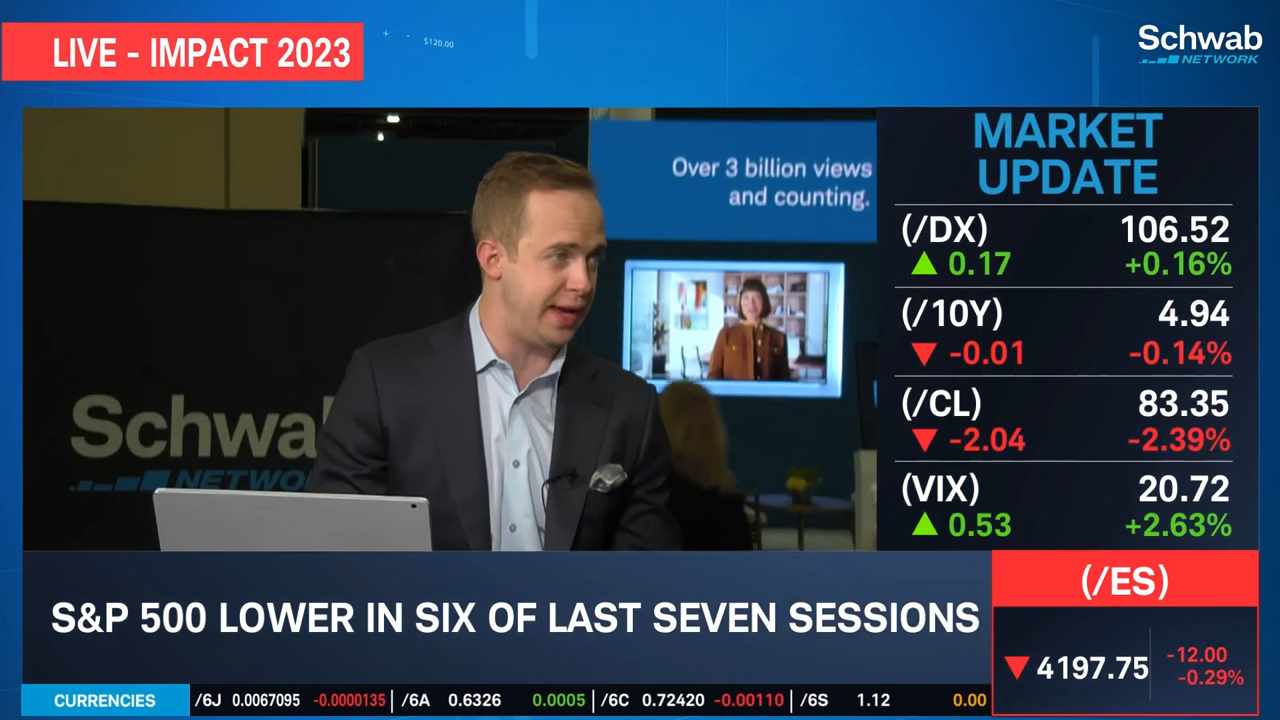 LIVE - IMPACT 2023
$120.00
Schwab
NETWORK
Over 3 billion views
and counting.
Schwa
NETWO
MARKET
UPDATE
(/DX) 106.52
▲ 0.17 +0.16%
(/10Y) 4.94
▼ -0.01 -0.14%
(/CL) 83.35
▼ -2.04 -2.39%
(VIX) 20.72
▲ 0.53 +2.63%
S&P 500 LOWER IN SIX OF LAST SEVEN SESSIONS
(/ES)
▼ 4197.75 -12.00
-0.29%
CURRENCIES /6J 0.0067095 -0.0000135 /6A 0.6326 0.0005 /6C 0.72420 -0.00110 /6S 1.12 0.00